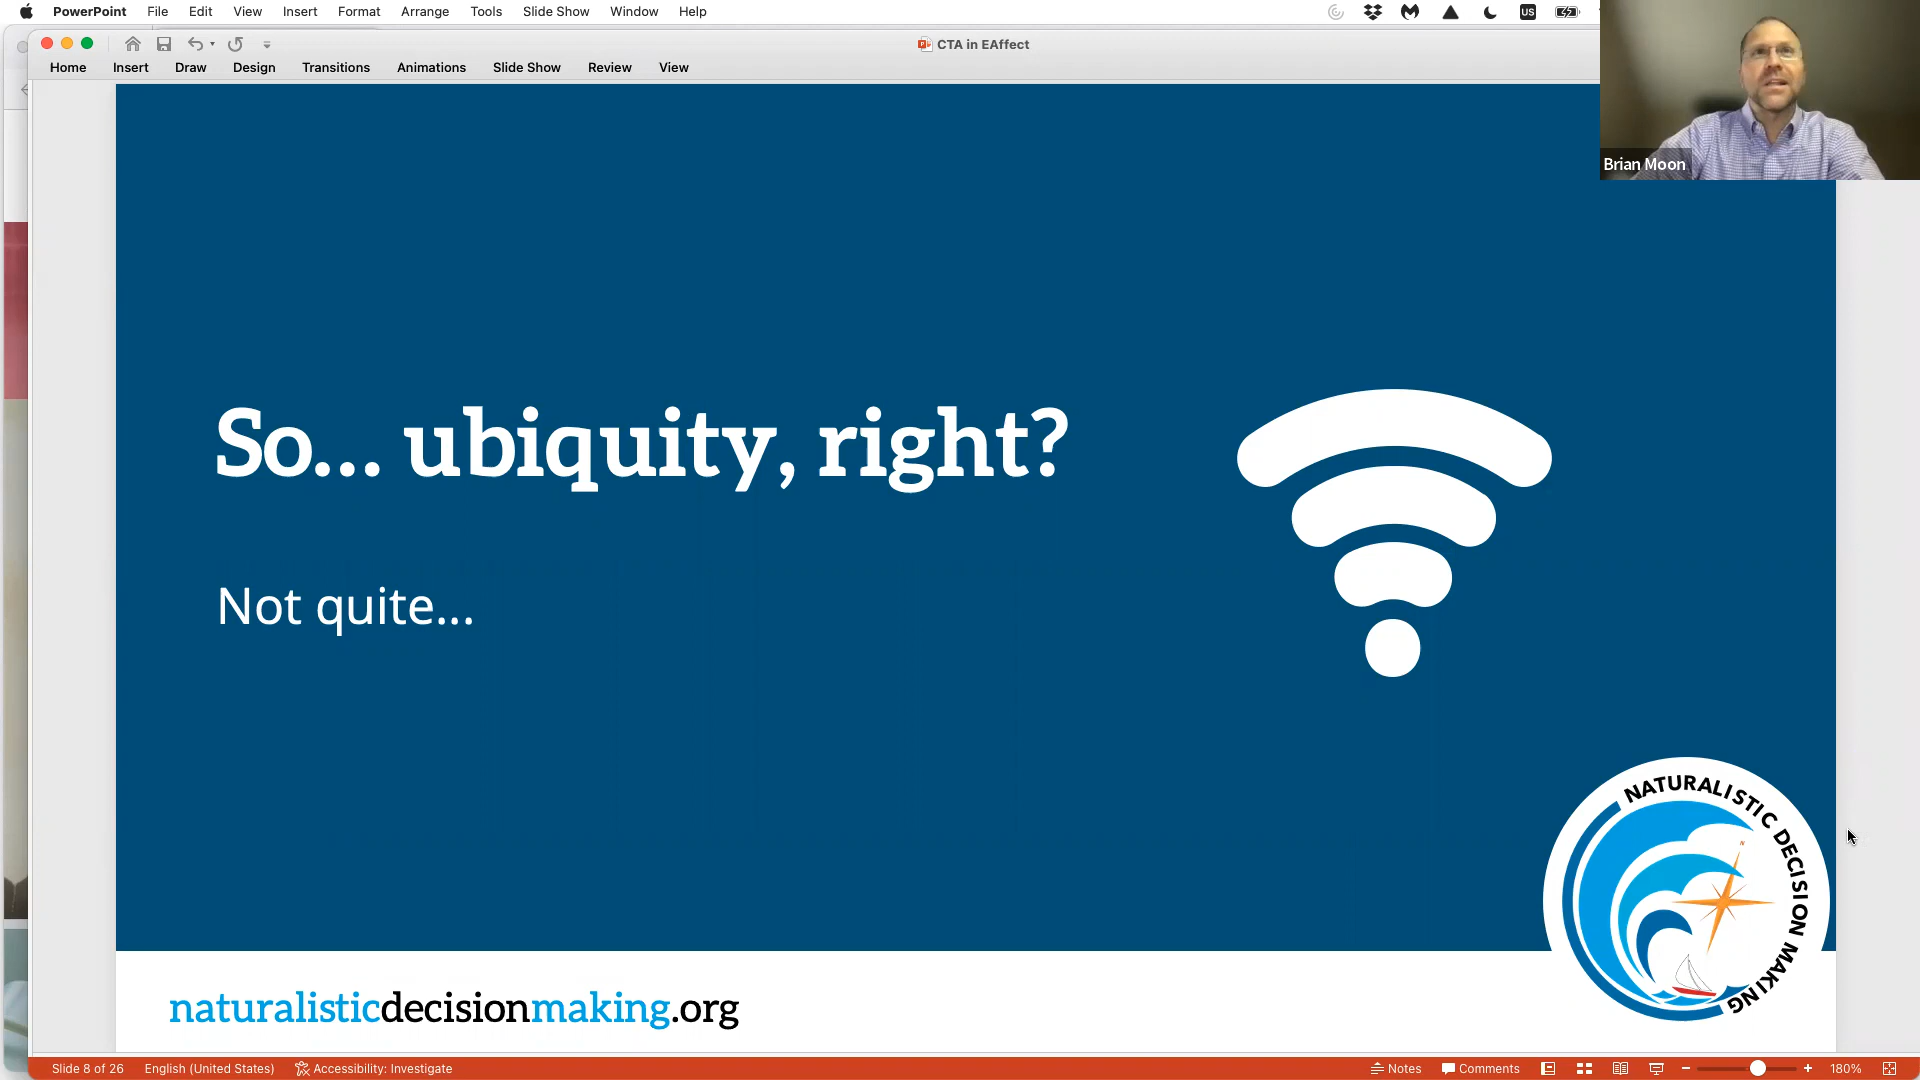 PowerPoint File Edit View Insert Format Arrange Tools Slide Show Window Help US
CTA in EAffect
Home Insert Draw Design Transitions Animations Slide Show Review View
Brian Moon
So... ubiquity, right?
Not quite...
NATURALISTIC DECISION MAKING
N
naturalisticdecisionmaking.org
Slide 8 of 26 English (United States) Accessibility: Investigate Notes Comments 180%